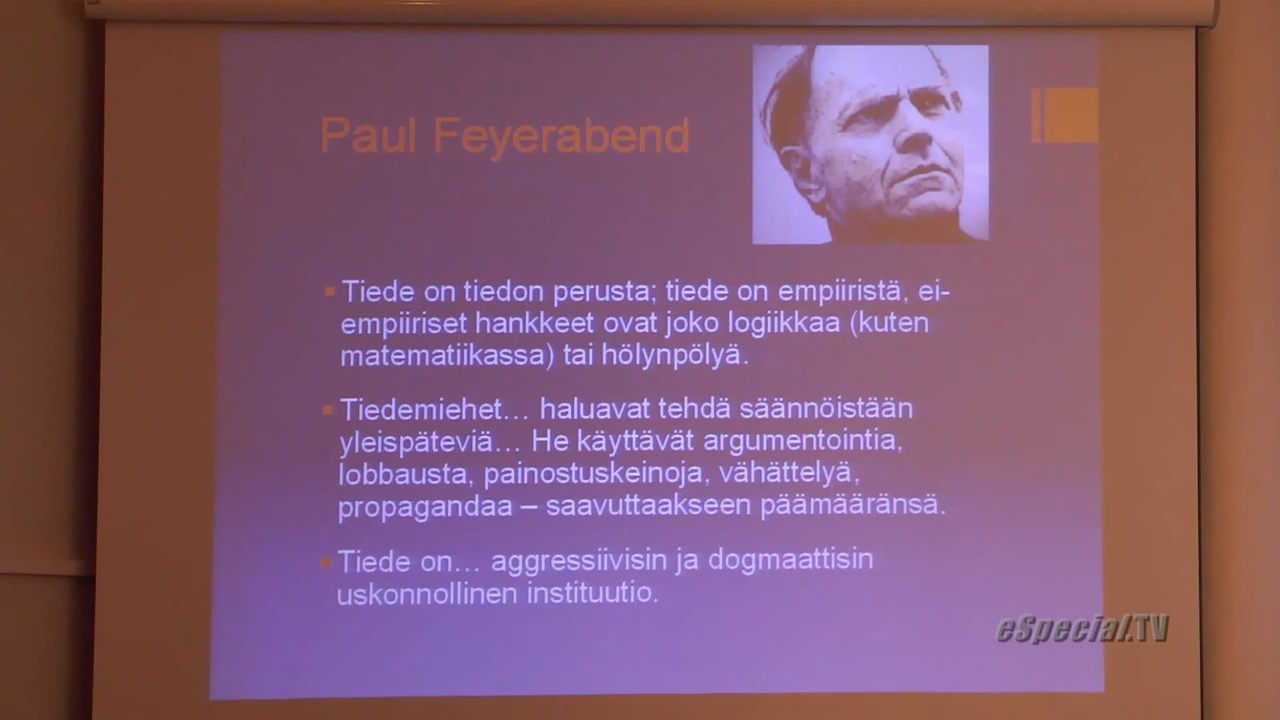 Paul Feyerabend
Tiede on tiedon perusta; tiede on empiiristä, ei-
empiiriset hankkeet ovat joko logiikkaa (kuten
matematiikassa) tai hölynpölyä.
Tiedemiehet... haluavat tehdä säännöistään
yleispäteviä... He käyttävät argumentointia,
lobbausta, painostuskeinoja, vähättelyä,
propagandaa – saavuttaakseen päämääränsä.
Tiede on... aggressiivisin ja dogmaattisin
uskonnollinen instituutio.
eSpecial.TV